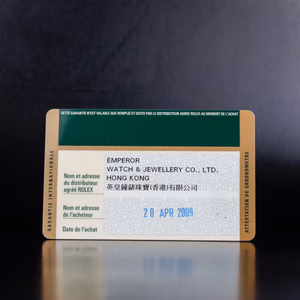 CETTE GARANTIE N'EST VALABLE QUE REMPLIE ET DATEE PAR LE DISTRIBUTEUR AGREE ROLEX AU MOMENT DE L'ACHAT
GARANTIE INTERNATIONALE
EMPEROR
WATCH & JEWELLERY CO., LTD.
HONG KONG
英皇鐘錶珠寶(香港)有限公司
Nom et adresse
du distributeur
agréé ROLEX
Nom et adresse
de l'acheteur
20 APR 2009
Date de l'achat
ATTESTATION DE CHRONOMETRE